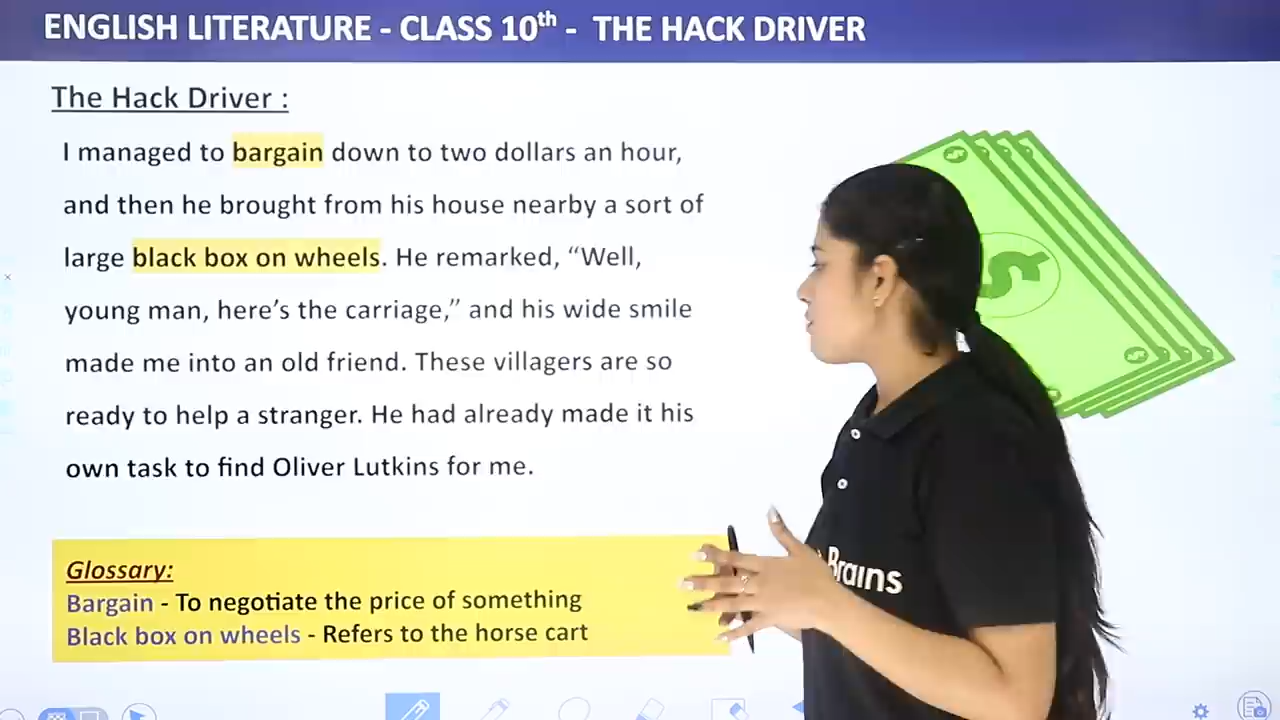 ENGLISH LITERATURE - CLASS 10th - THE HACK DRIVER
The Hack Driver :
I managed to bargain down to two dollars an hour,
and then he brought from his house nearby a sort of
large black box on wheels. He remarked, “Well,
young man, here’s the carriage,” and his wide smile
made me into an old friend. These villagers are so
ready to help a stranger. He had already made it his
own task to find Oliver Lutkins for me.
Glossary:
Bargain - To negotiate the price of something
Black box on wheels - Refers to the horse cart
Brains